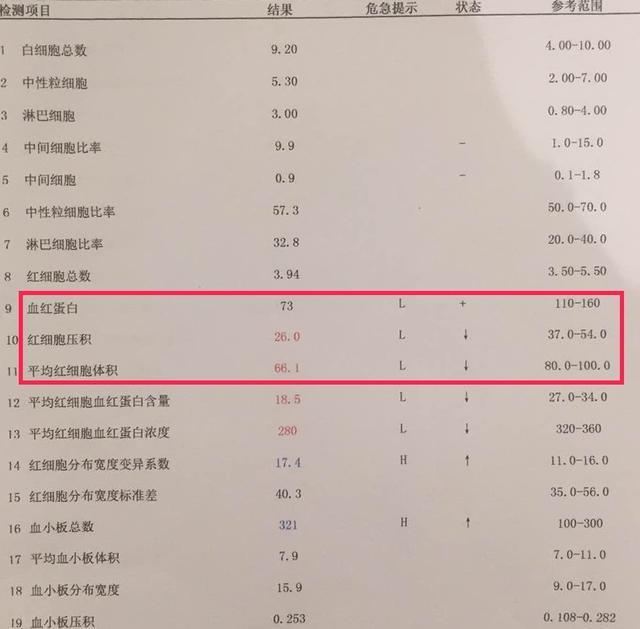 检测项目 结果 危急提示 状态 参考范围
1 白细胞总数 9.20 4.00-10.00
2 中性粒细胞 5.30 2.00-7.00
3 淋巴细胞 3.00 0.80-4.00
4 中间细胞比率 9.9 - 1.0-15.0
5 中间细胞 0.9 - 0.1-1.8
6 中性粒细胞比率 57.3 50.0-70.0
7 淋巴细胞比率 32.8 20.0-40.0
8 红细胞总数 3.94 3.50-5.50
9 血红蛋白 73 L + 110-160
10 红细胞压积 26.0 L ↓ 37.0-54.0
11 平均红细胞体积 66.1 L ↓ 80.0-100.0
12 平均红细胞血红蛋白含量 18.5 L ↓ 27.0-34.0
13 平均红细胞血红蛋白浓度 280 L ↓ 320-360
14 红细胞分布宽度变异系数 17.4 H ↑ 11.0-16.0
15 红细胞分布宽度标准差 40.3 35.0-56.0
16 血小板总数 321 H ↑ 100-300
17 平均血小板体积 7.9 7.0-11.0
18 血小板分布宽度 15.9 9.0-17.0
19 血小板压积 0.253 0.108-0.282